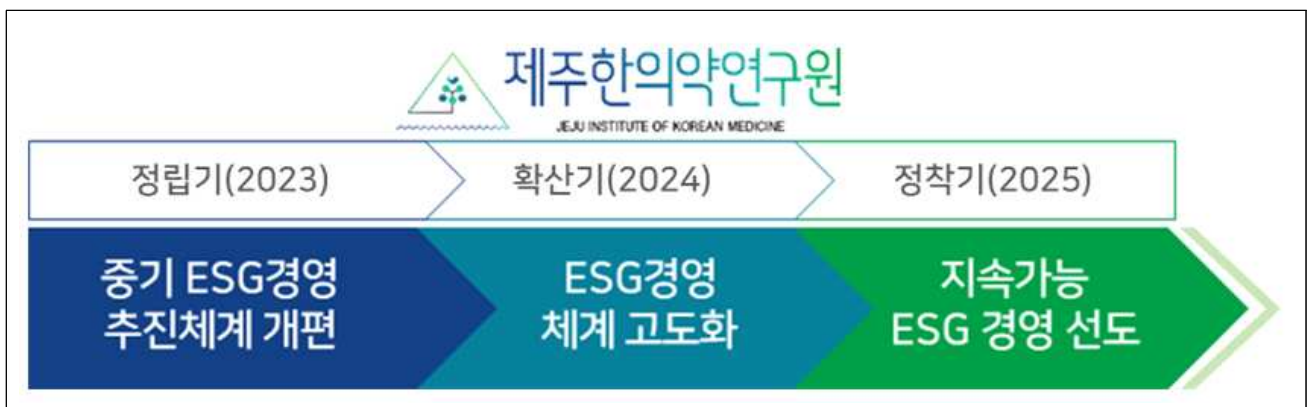 제주한의약연구원
JEJU INSTITUTE OF KOREAN MEDICINE
정립기(2023)
확산기(2024)
정착기(2025)
중기 ESG경영
추진체계 개편
ESG경영
체계 고도화
지속가능
ESG 경영 선도